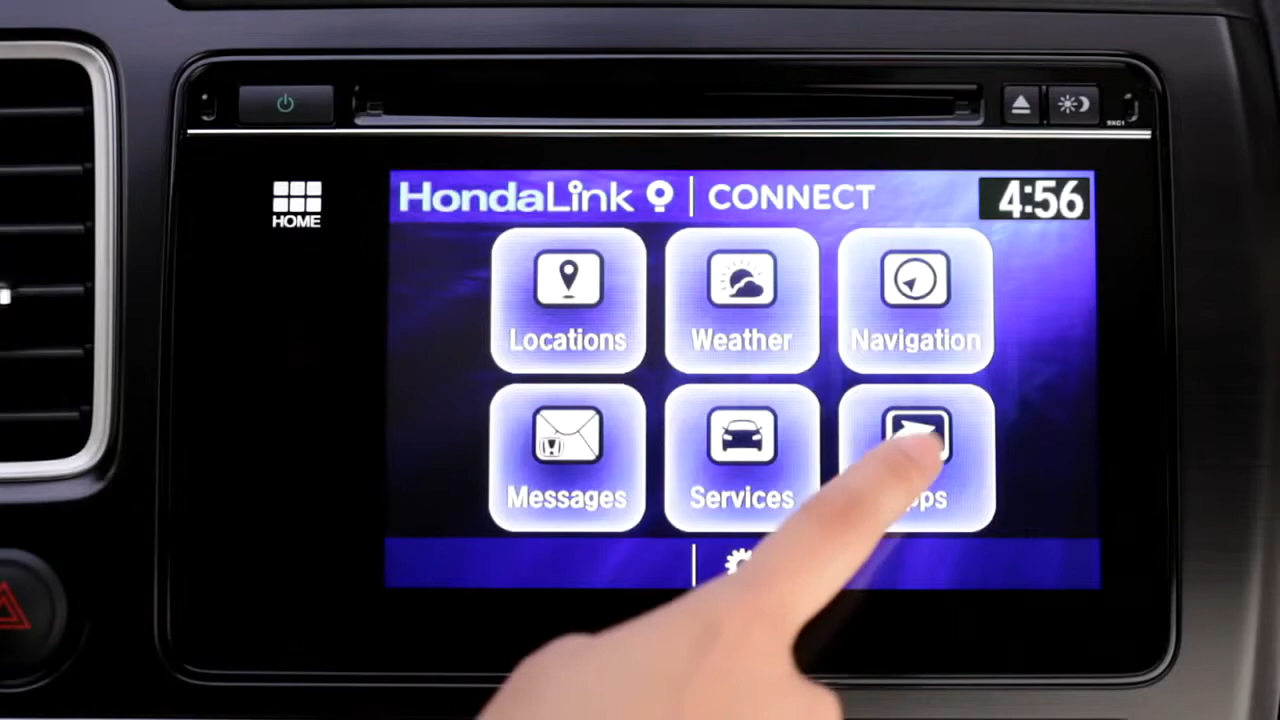 HOME
HondaLink | CONNECT
4:56
Locations
Weather
Navigation
Messages
Services